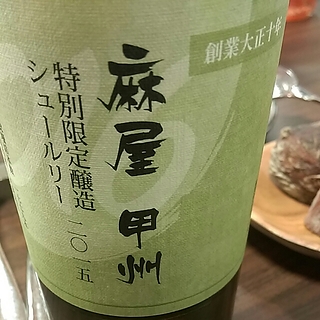 創業大正十年
麻屋 甲州
特別限定醸造
シュールリー 二〇一五